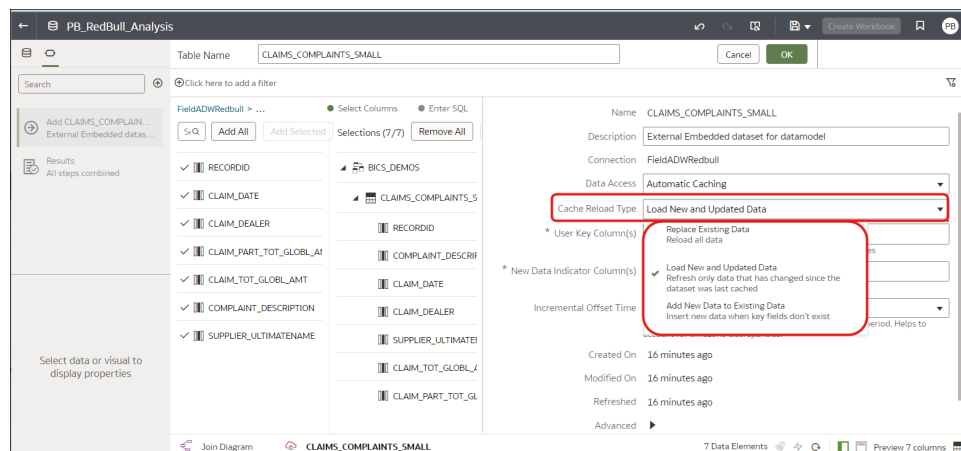 PB_RedBull_Analysis
Create Workbook
PB
Table Name
CLAIMS_COMPLAINTS_SMALL
Cancel
OK
Search
Click here to add a filter
Add CLAIMS_COMPLAIN...
External Embedded datas...
Results
All steps combined
Select data or visual to
display properties
FieldADWRedbull > ...
Select Columns
Enter SQL
Add All
Add Selected
Selections (7/7)
Remove All
RECORDID
CLAIM_DATE
CLAIM_DEALER
CLAIM_PART_TOT_GLOBL_AM
CLAIM_TOT_GLOBL_AMT
COMPLAINT_DESCRIPTION
SUPPLIER_ULTIMATENAME
BICS_DEMOS
CLAIMS_COMPLAINTS_S
RECORDID
COMPLAINT_DESCRIP
CLAIM_DATE
CLAIM_DEALER
SUPPLIER_ULTIMATE
CLAIM_TOT_GLOBL_A
CLAIM_PART_TOT_GL
Name CLAIMS_COMPLAINTS_SMALL
Description External Embedded dataset for datamodel
Connection FieldADWRedbull
Data Access Automatic Caching
Cache Reload Type Load New and Updated Data
* User Key Column(s)
Replace Existing Data
Reload all data
* New Data Indicator Column(s)
Load New and Updated Data
Refresh only data that has changed since the
dataset was last cached
Incremental Offset Time
Add New Data to Existing Data
Insert new data when key fields don't exist
period. Helps to
Created On 16 minutes ago
Modified On 16 minutes ago
Refreshed 16 minutes ago
Advanced
Join Diagram
CLAIMS_COMPLAINTS_SMALL
7 Data Elements
Preview 7 columns